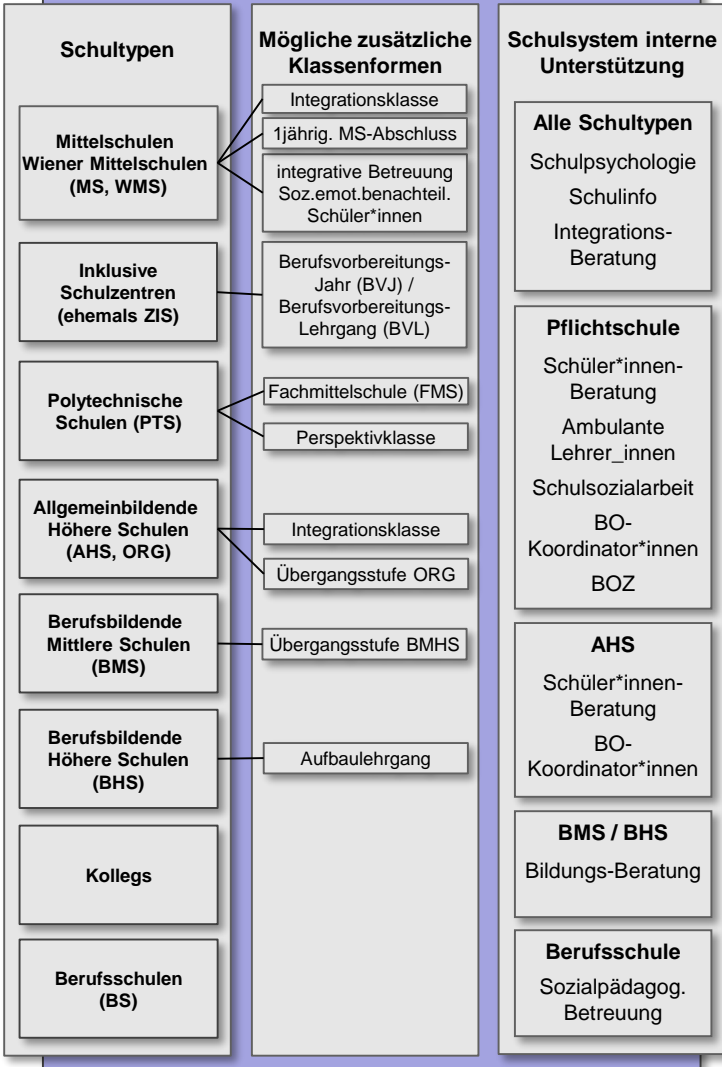 Schultypen
Mittelschulen
Wiener Mittelschulen
(MS, WMS)
Inklusive
Schulzentren
(ehemals ZIS)
Polytechnische
Schulen (PTS)
Allgemeinbildende
Höhere Schulen
(AHS, ORG)
Berufsbildende
Mittlere Schulen
(BMS)
Berufsbildende
Höhere Schulen
(BHS)
Kollegs
Berufsschulen
(BS)
Mögliche zusätzliche
Klassenformen
Integrationsklasse
1jährig. MS-Abschluss
integrative Betreuung
Soz.emot.benachteil.
Schüler*innen
Berufsvorbereitungs-
Jahr (BVJ) /
Berufsvorbereitungs-
Lehrgang (BVL)
Fachmittelschule (FMS)
Perspektivklasse
Integrationsklasse
Übergangsstufe ORG
Übergangsstufe BMHS
Aufbaulehrgang
Schulsystem interne
Unterstützung
Alle Schultypen
Schulpsychologie
Schulinfo
Integrations-
Beratung
Pflichtschule
Schüler*innen-
Beratung
Ambulante
Lehrer_innen
Schulsozialarbeit
BO-
Koordinator*innen
BOZ
AHS
Schüler*innen-
Beratung
BO-
Koordinator*innen
BMS / BHS
Bildungs-Beratung
Berufsschule
Sozialpädagog.
Betreuung